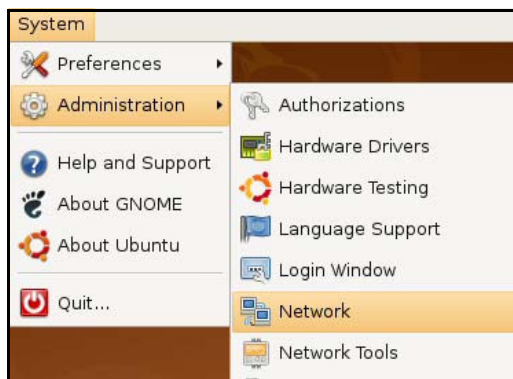 System
Preferences
Administration
Help and Support
About GNOME
About Ubuntu
Quit...
Authorizations
Hardware Drivers
Hardware Testing
Language Support
Login Window
Network
Network Tools